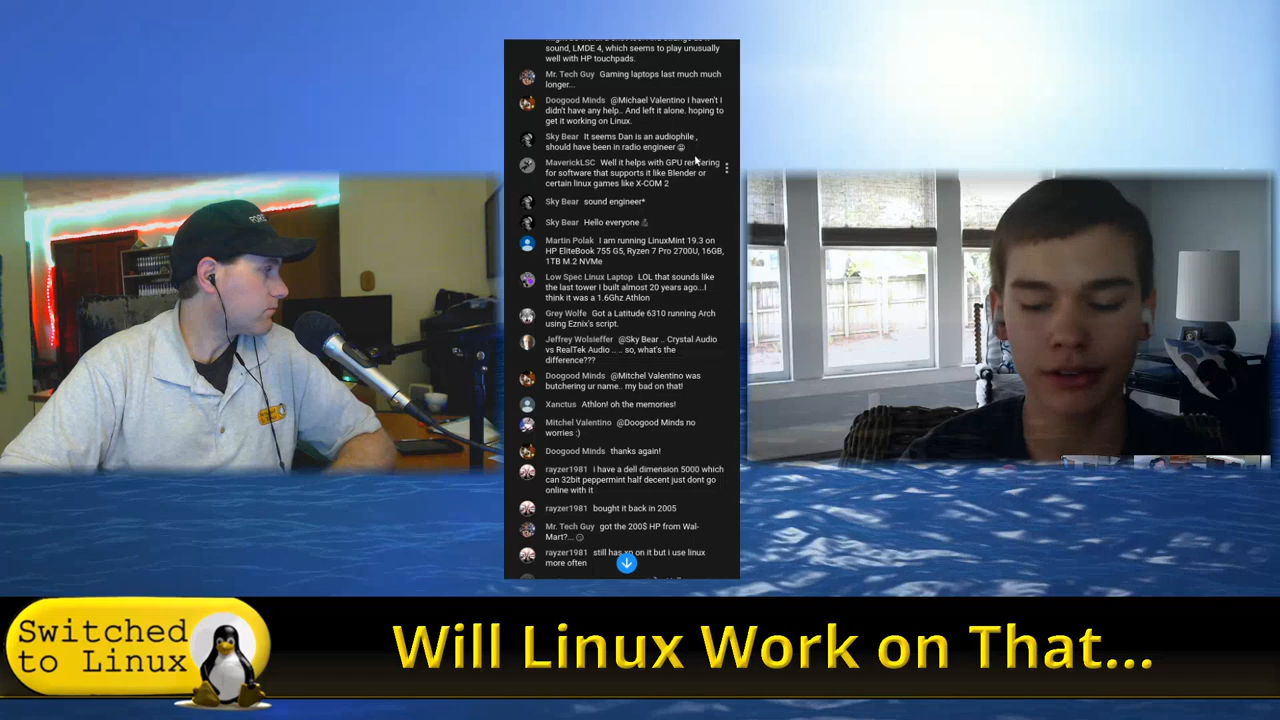 sound, LMDE 4, which seems to play unusually
well with HP touchpads.
Mr. Tech Guy Gaming laptops last much much
longer...
Doogood Minds @Michael Valentino I haven't I
didn't have any help.. And left it alone. hoping to
get it working on Linux.
Sky Bear It seems Dan is an audiophile ,
should have been in radio engineer
MaverickLSC Well it helps with GPU rendering
for software that supports it like Blender or
certain linux games like X-COM 2
Sky Bear sound engineer*
Sky Bear Hello everyone
Martin Polak I am running LinuxMint 19.3 on
HP EliteBook 755 G5, Ryzen 7 Pro 2700U, 16GB,
1TB M.2 NVMe
Low Spec Linux Laptop LOL that sounds like
the last tower I built almost 20 years ago...I
think it was a 1.6Ghz Athlon
Grey Wolfe Got a Latitude 6310 running Arch
using Eznix's script.
Jeffrey Wolsieffer @Sky Bear .. Crystal Audio
vs RealTek Audio .. .. so, what's the
difference???
Doogood Minds @Mitchel Valentino was
butchering ur name.. my bad on that!
Xanctus Athlon! oh the memories!
Mitchel Valentino @Doogood Minds no
worries :)
Doogood Minds thanks again!
rayzer1981 i have a dell dimension 5000 which
can 32bit peppermint half decent just dont go
online with it
rayzer1981 bought it back in 2005
Mr. Tech Guy got the 200$ HP from Wal-
Mart?...
rayzer1981 still has xp on it but i use linux
more often
FORD
Switched
to Linux
Will Linux Work on That...